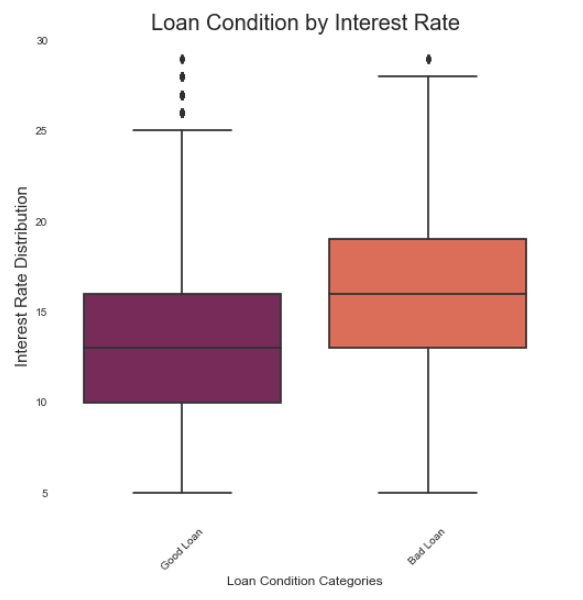 Loan Condition by Interest Rate
30
25
20
15
10
5
Interest Rate Distribution
Good Loan
Bad Loan
Loan Condition Categories